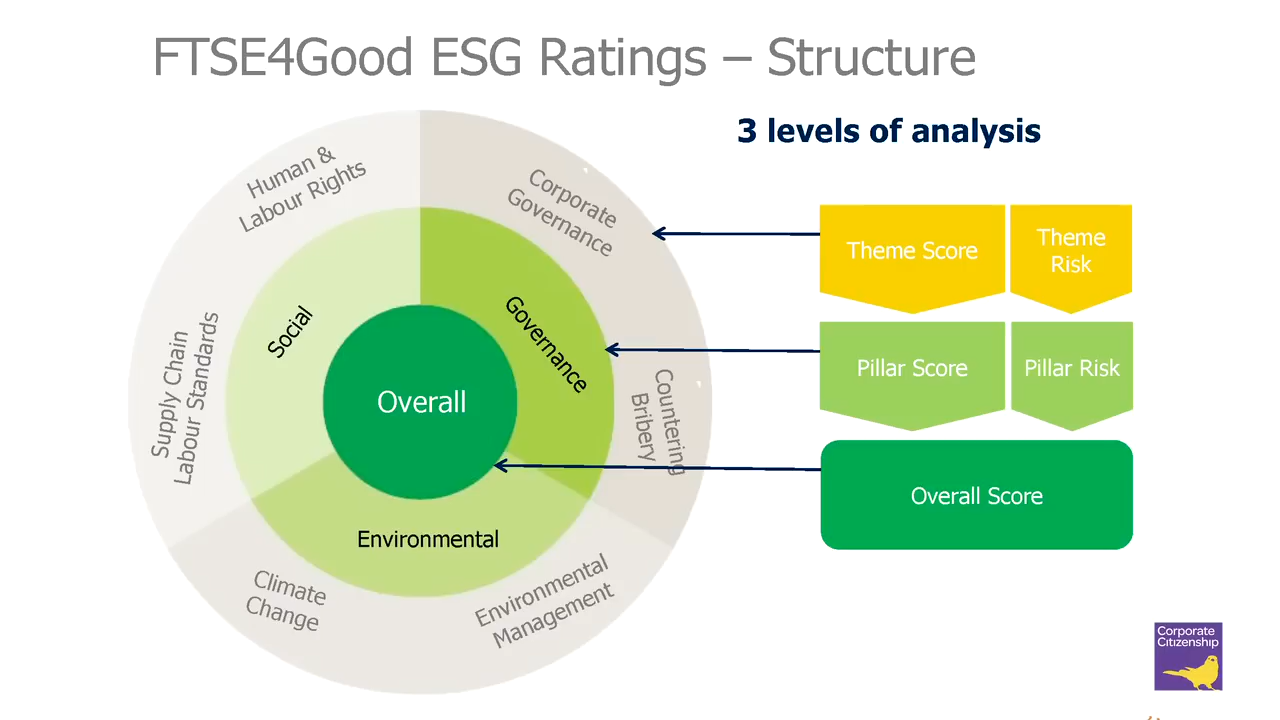 FTSE4Good ESG Ratings – Structure
3 levels of analysis
Human &
Labour Rights
Corporate
Governance
Supply Chain
Labour Standards
Social
Governance
Countering
Bribery
Overall
Environmental
Climate
Change
Environmental
Management
Theme Score
Theme
Risk
Pillar Score
Pillar Risk
Overall Score
Corporate
Citizenship